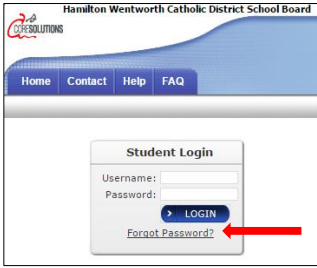 Hamilton Wentworth Catholic District School Board
CORESOLUTIONS
Home Contact Help FAQ
Student Login
Username:
Password:
> LOGIN
Forgot Password?